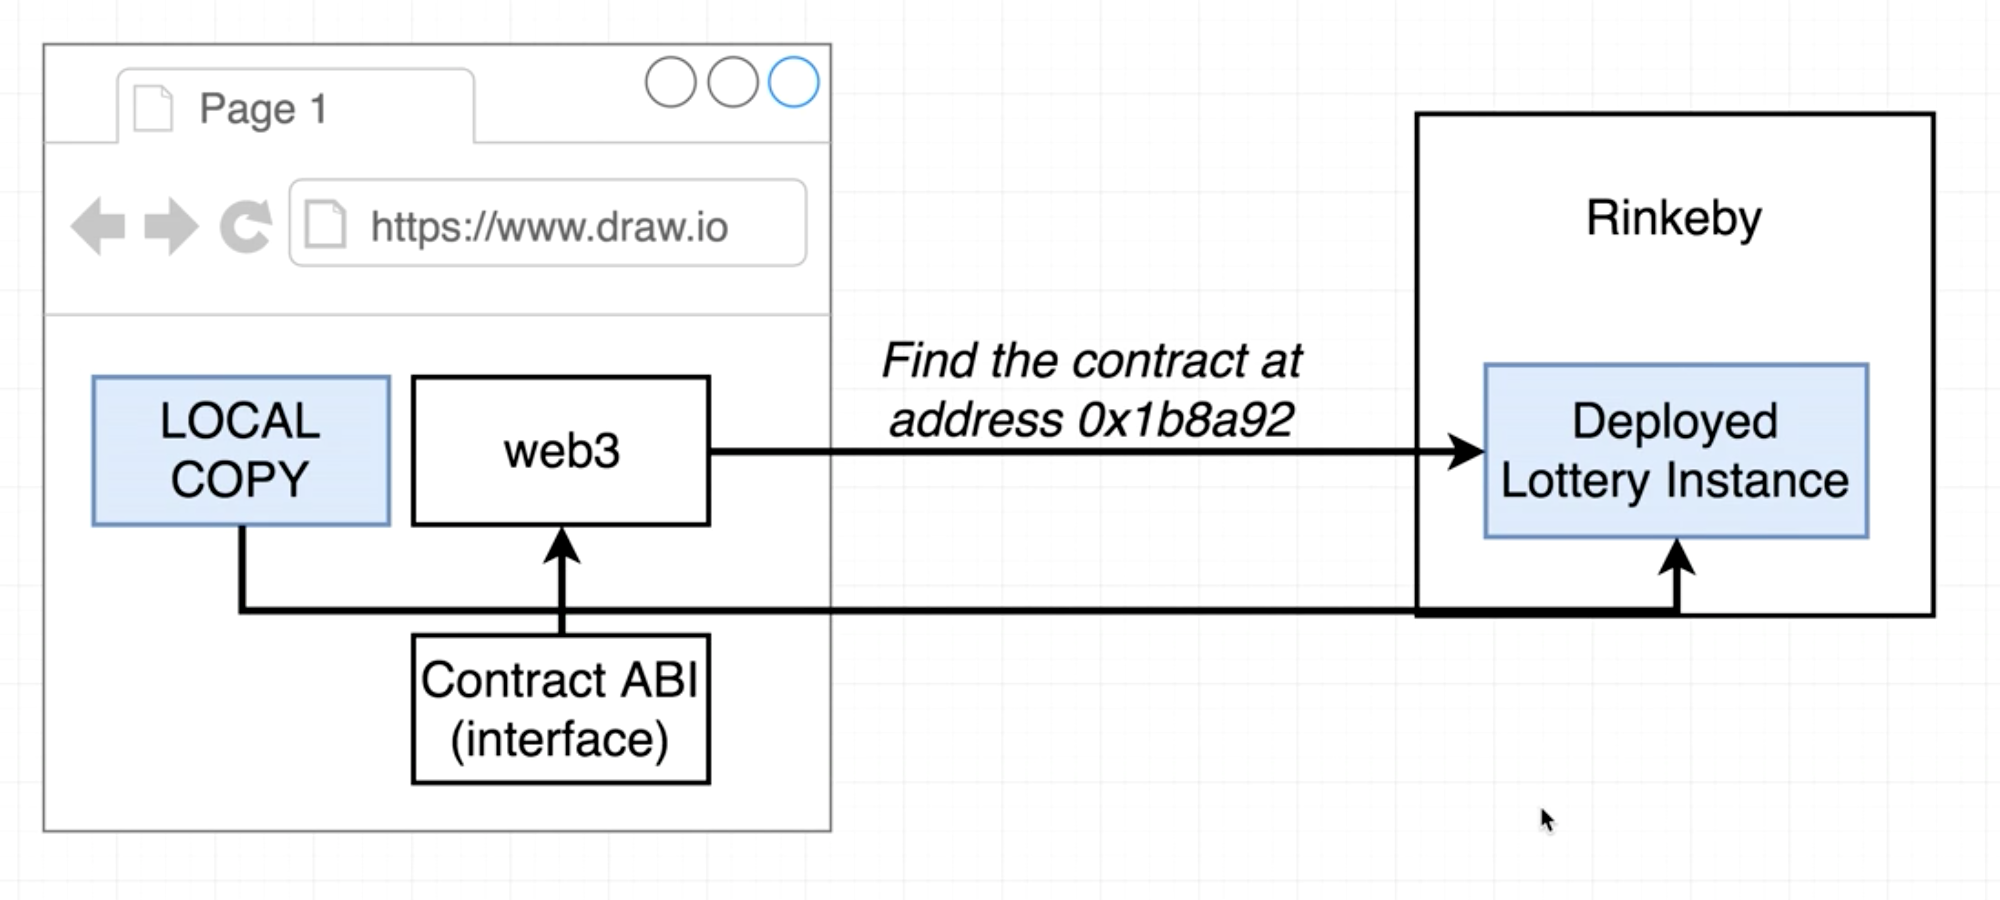 Page 1
https://www.draw.io
Rinkeby
Find the contract at
address 0x1b8a92
LOCAL
COPY
web3
Deployed
Lottery Instance
Contract ABI
(interface)